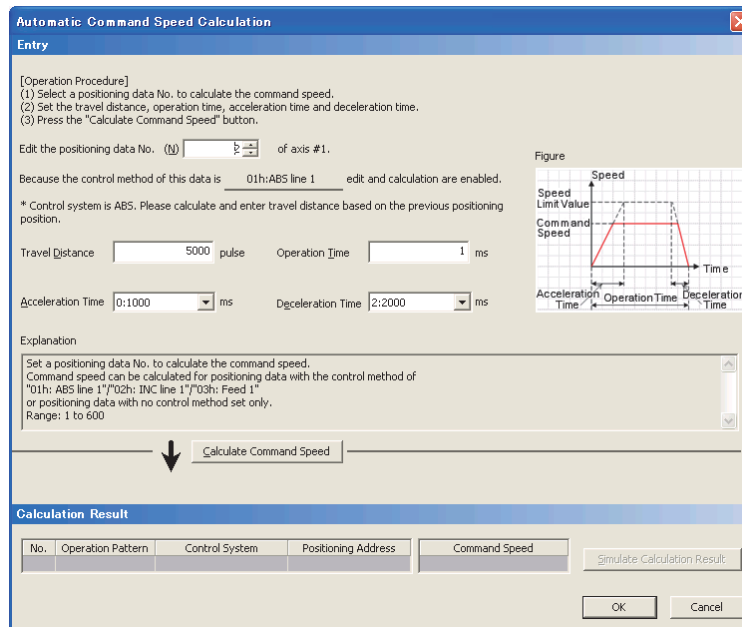 Automatic Command Speed Calculation
Entry
[Operation Procedure]
(1) Select a positioning data No. to calculate the command speed.
(2) Set the travel distance, operation time, acceleration time and deceleration time.
(3) Press the "Calculate Command Speed" button.
Edit the positioning data No. (N) of axis #1.
Because the control method of this data is 01h:ABS line 1 edit and calculation are enabled.
* Control system is ABS. Please calculate and enter travel distance based on the previous positioning
position.
Travel Distance 5000 pulse Operation Time 1 ms
Acceleration Time 0:1000 ms Deceleration Time 2:2000 ms
Figure
Speed
Speed
Limit Value
Command
Speed
Time
Acceleration
Time
Operation Time
Deceleration
Time
Explanation
Set a positioning data No. to calculate the command speed.
Command speed can be calculated for positioning data with the control method of
"01h: ABS line 1"/"02h: INC line 1"/"03h: Feed 1"
or positioning data with no control method set only.
Range: 1 to 600
Calculate Command Speed
Calculation Result
No. Operation Pattern Control System Positioning Address Command Speed
Simulate Calculation Result
OK Cancel